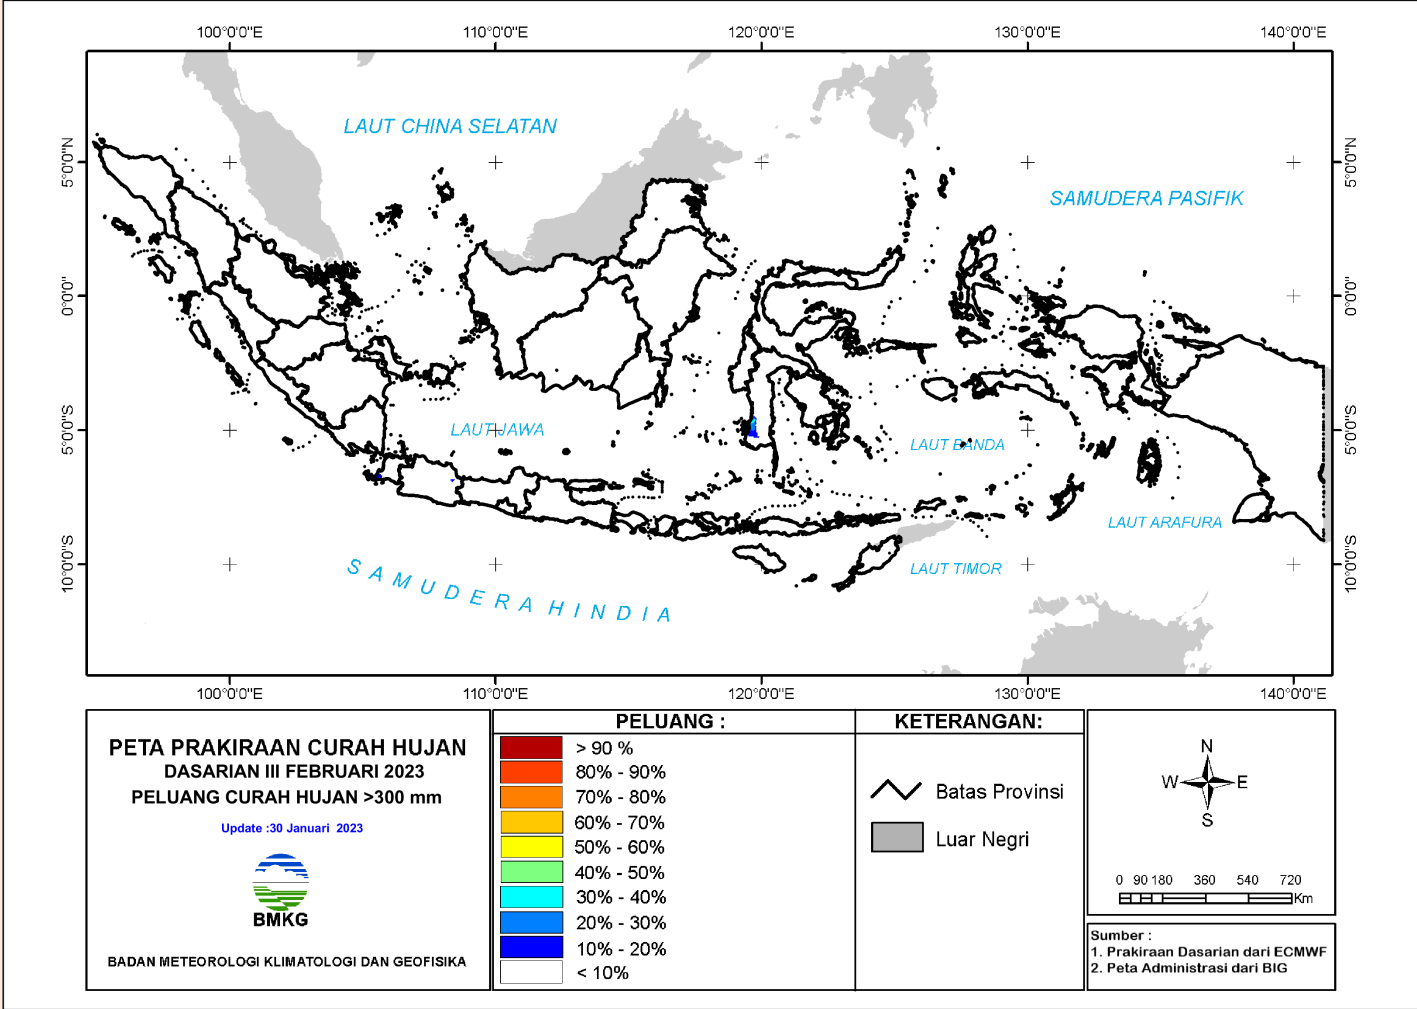 100°0'0"E 110°0'0"E 120°0'0"E 130°0'0"E 140°0'0"E
LAUT CHINA SELATAN
5°0'0"N 5°0'0"N
SAMUDERA PASIFIK
0°0'0" 0°0'0"
5°0'0"S LAUT JAWA LAUT BANDA 5°0'0"S
LAUT ARAFURA
10°0'0"S SAMUDERA HINDIA LAUT TIMOR 10°0'0"S
100°0'0"E 110°0'0"E 120°0'0"E 130°0'0"E 140°0'0"E
PETA PRAKIRAAN CURAH HUJAN
DASARIAN III FEBRUARI 2023
PELUANG CURAH HUJAN >300 mm
Update :30 Januari 2023
BMKG
BADAN METEOROLOGI KLIMATOLOGI DAN GEOFISIKA
PELUANG :
> 90 %
80% - 90%
70% - 80%
60% - 70%
50% - 60%
40% - 50%
30% - 40%
20% - 30%
10% - 20%
< 10%
KETERANGAN:
Batas Provinsi
Luar Negri
N
W E
S
0 90 180 360 540 720
Km
Sumber :
1. Prakiraan Dasarian dari ECMWF
2. Peta Administrasi dari BIG